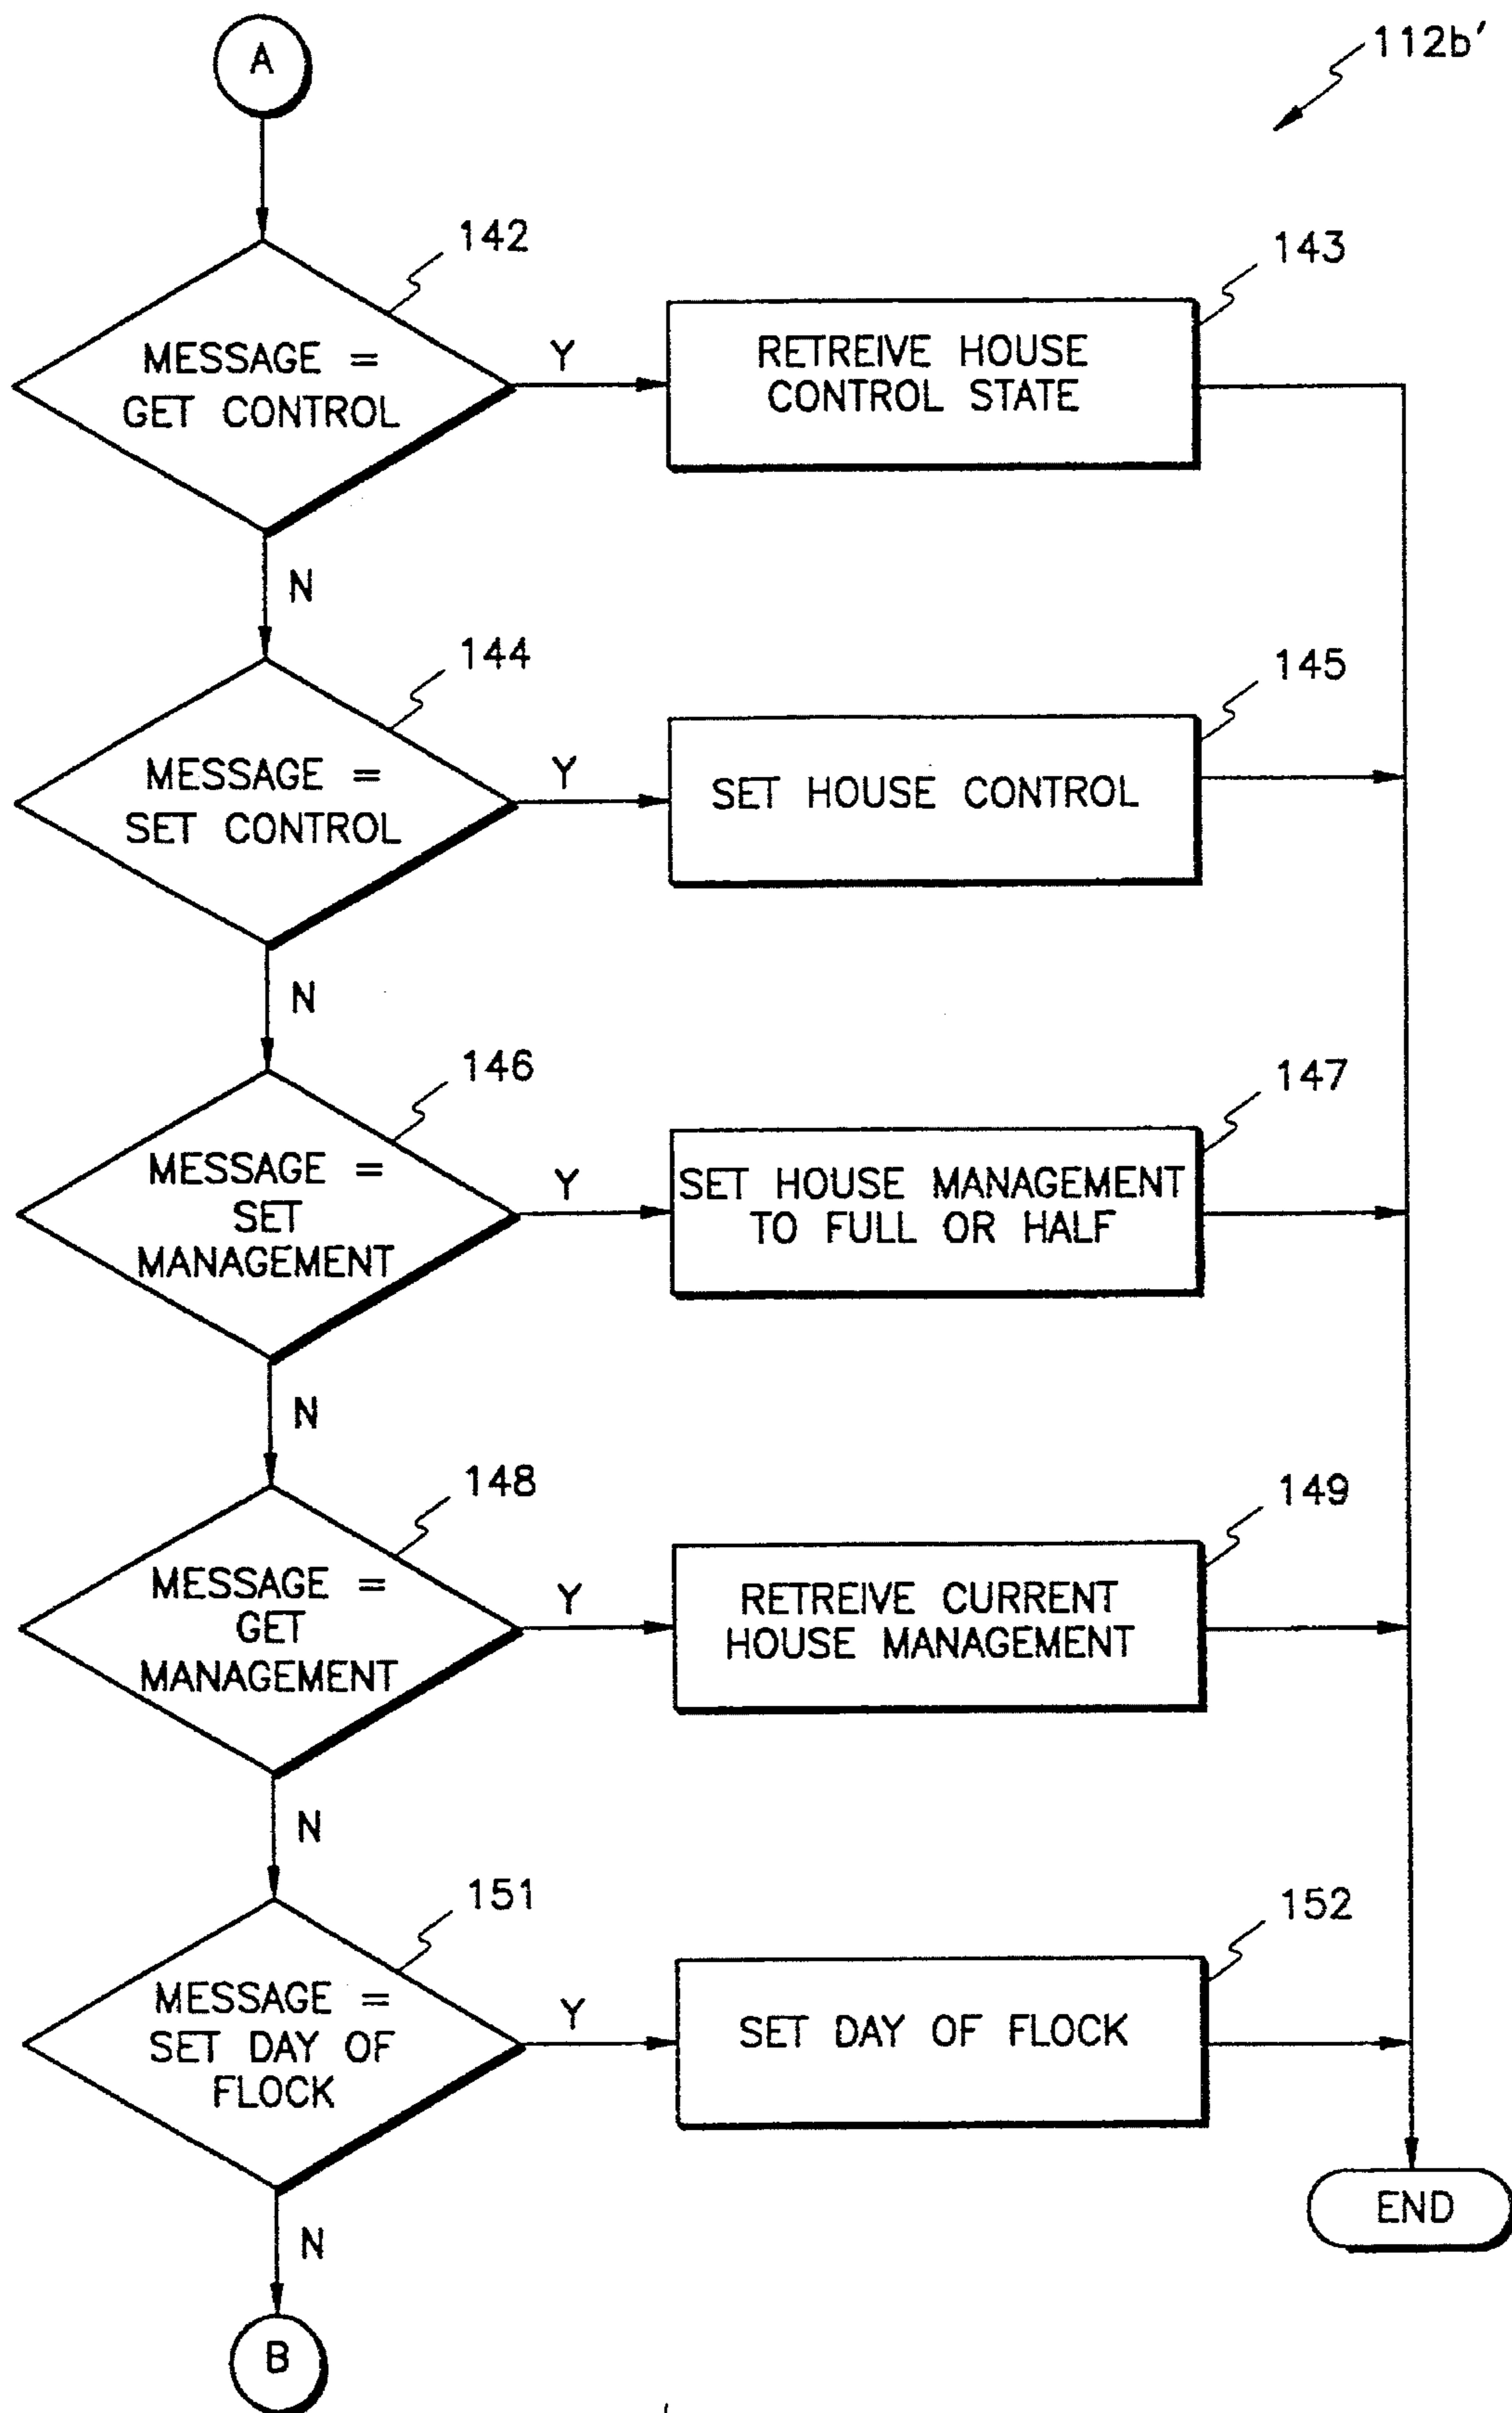 A
112b'
142
143
MESSAGE =
GET CONTROL
Y
RETREIVE HOUSE
CONTROL STATE
N
144
145
MESSAGE =
SET CONTROL
Y
SET HOUSE CONTROL
N
146
147
MESSAGE =
SET
MANAGEMENT
Y
SET HOUSE MANAGEMENT
TO FULL OR HALF
N
148
149
MESSAGE =
GET
MANAGEMENT
Y
RETREIVE CURRENT
HOUSE MANAGEMENT
N
151
152
MESSAGE =
SET DAY OF
FLOCK
Y
SET DAY OF FLOCK
END
N
B